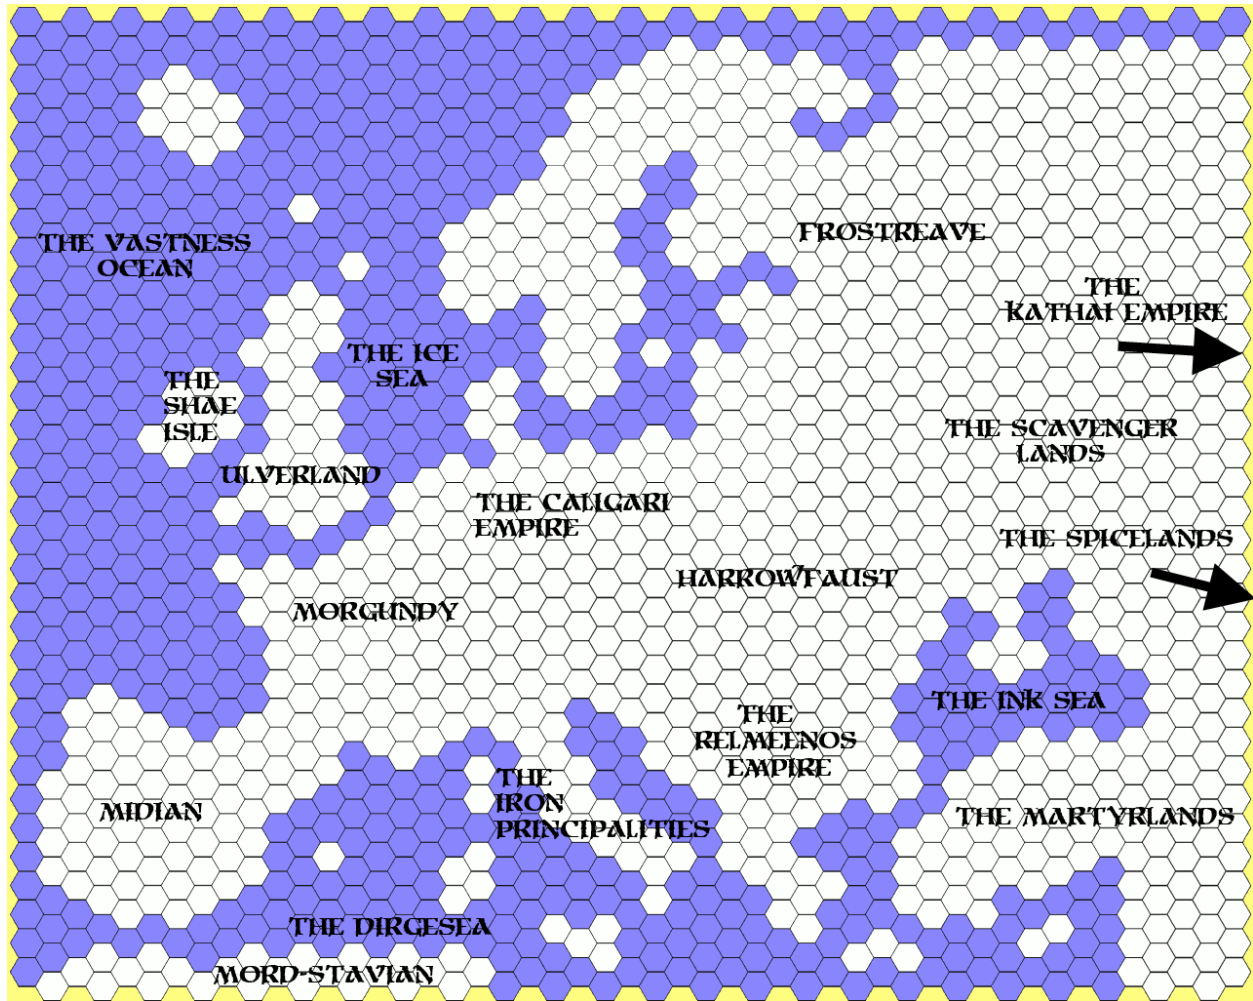 FROSTREAVE
THE VASTNESS
OCEAN
THE
KATHAI EMPIRE
THE ICE
SEA
THE
SHAE
ISLE
THE SCAVENGER
LANDS
ULVERLAND
THE CALIGARI
EMPIRE
THE SPICELANDS
HARROWFAUST
MORGUNDY
THE INK SEA
THE
RELMEENOS
EMPIRE
THE
IRON
PRINCIPALITIES
MIDIAN
THE MARTYRLANDS
THE DIRGESEA
MORD-STAVIAN